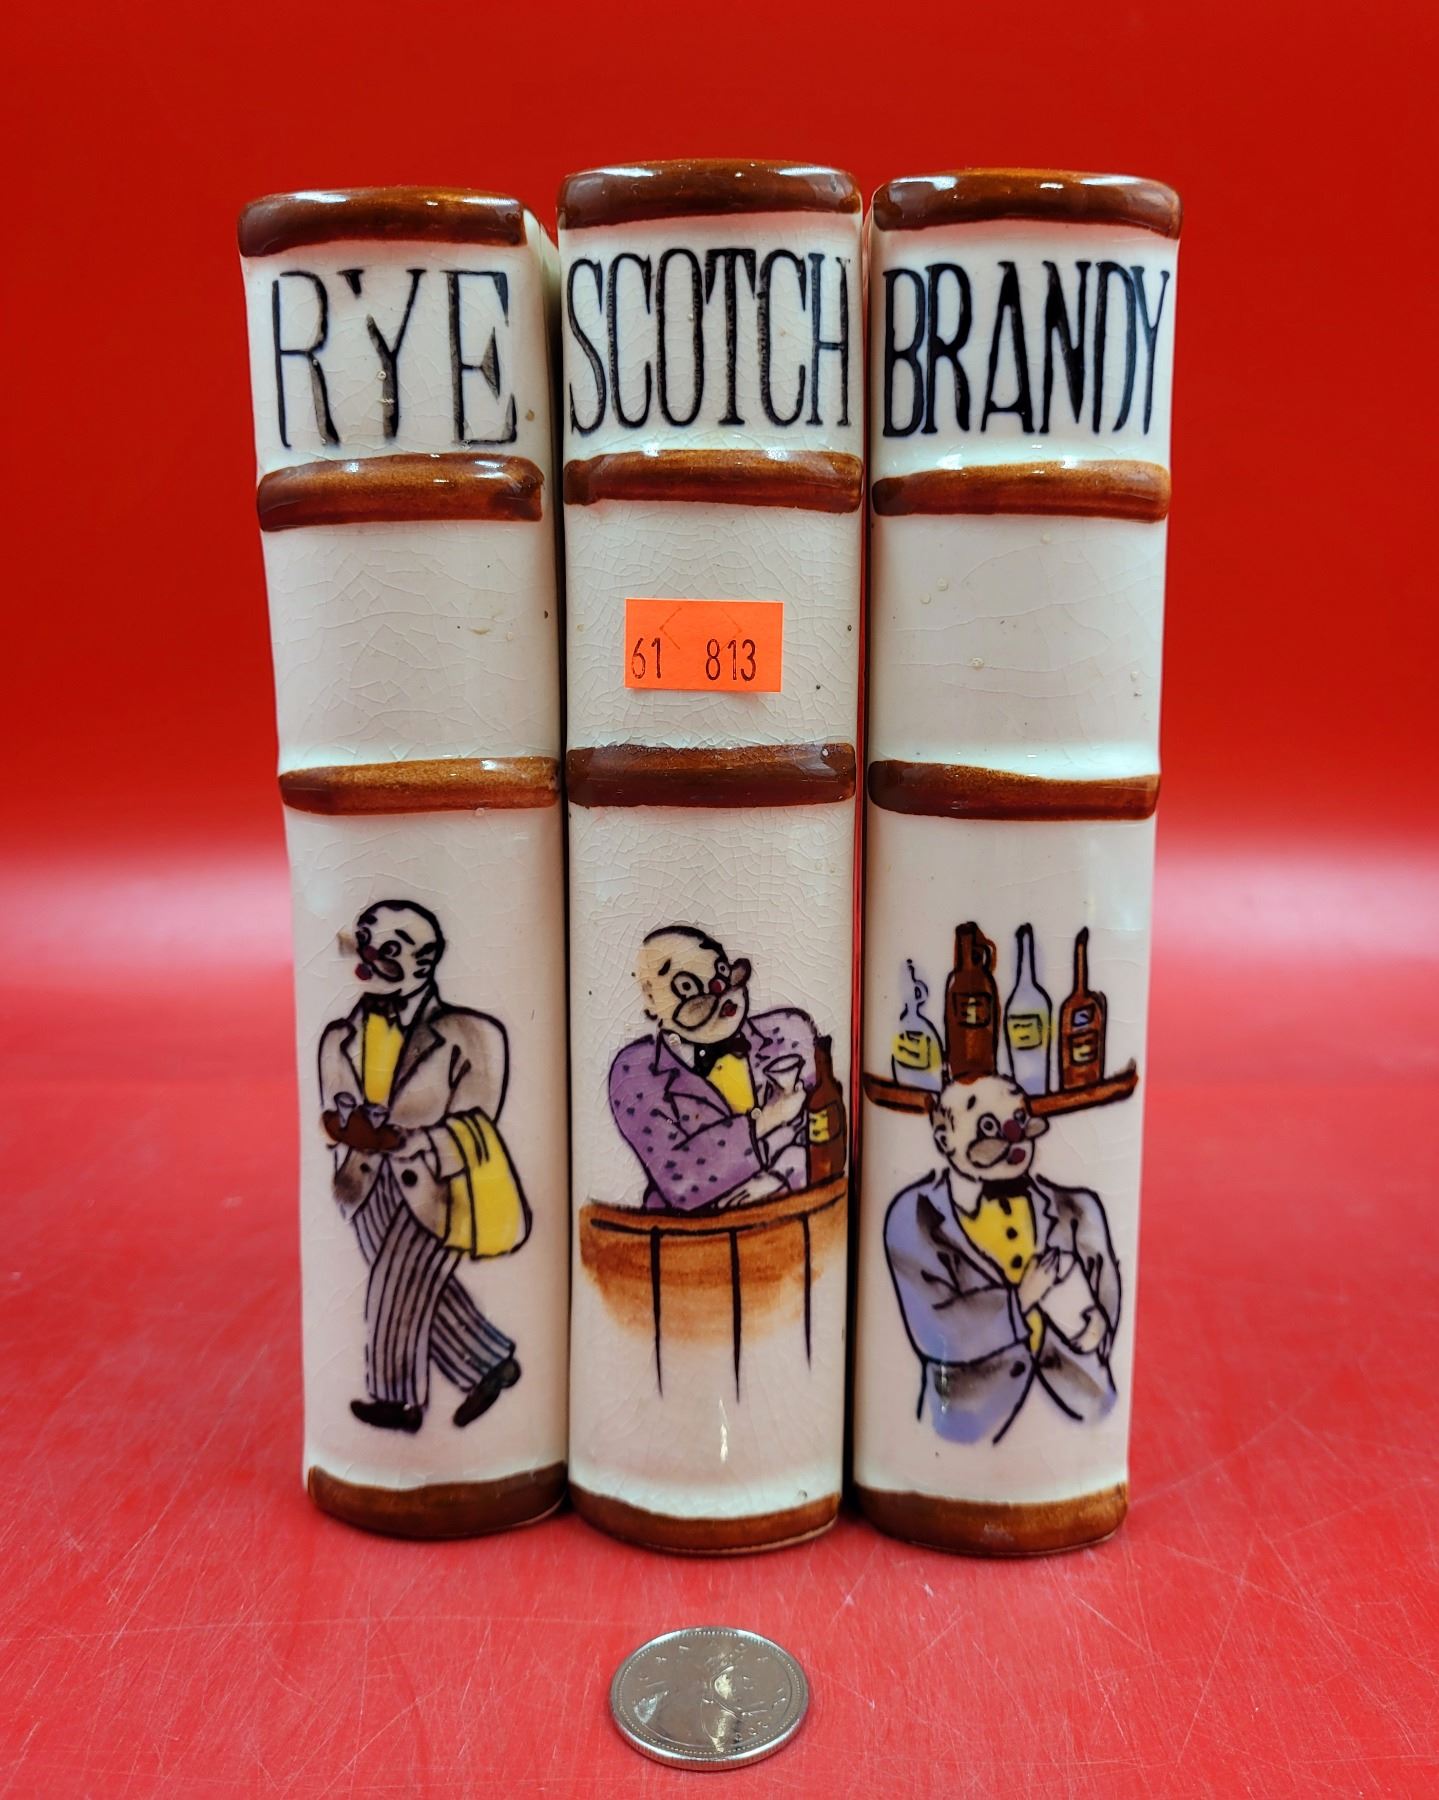 RYE
SCOTCH
BRANDY
61 813